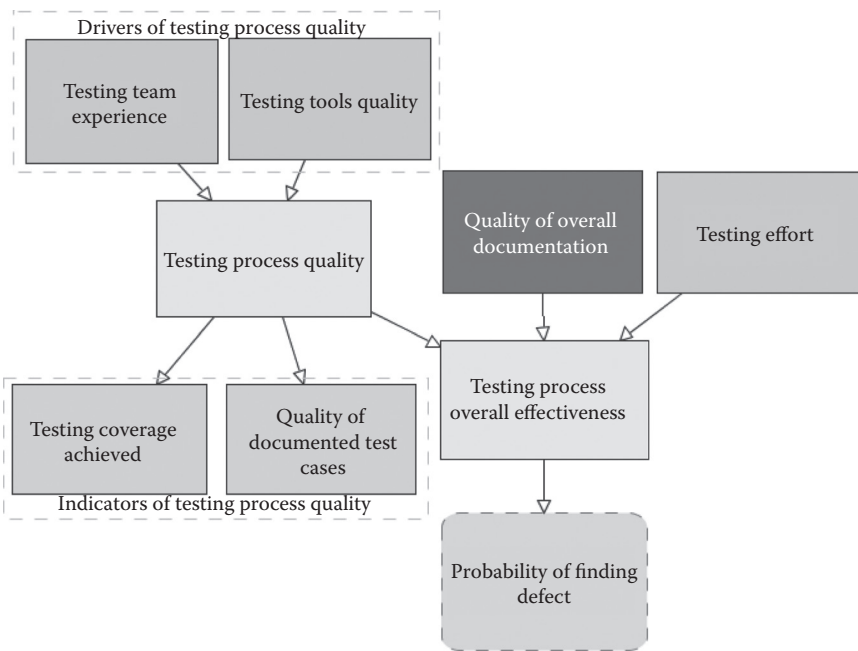 Drivers of testing process quality
Testing team
experience
Testing tools quality
Quality of overall
documentation
Testing effort
Testing process quality
Testing process
overall effectiveness
Testing coverage
achieved
Quality of
documented test
cases
Indicators of testing process quality
Probability of finding
defect